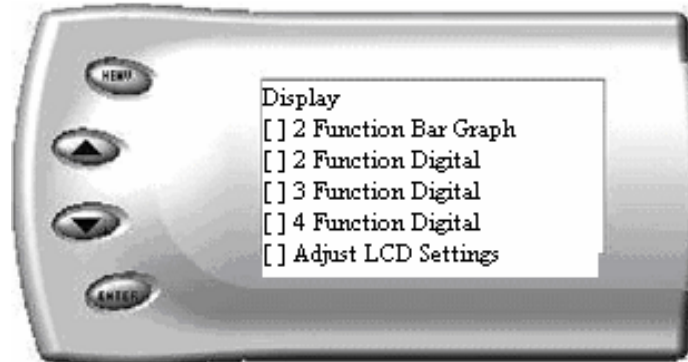 MENU
Display
[ ] 2 Function Bar Graph
[ ] 2 Function Digital
[ ] 3 Function Digital
[ ] 4 Function Digital
[ ] Adjust LCD Settings
ENTER